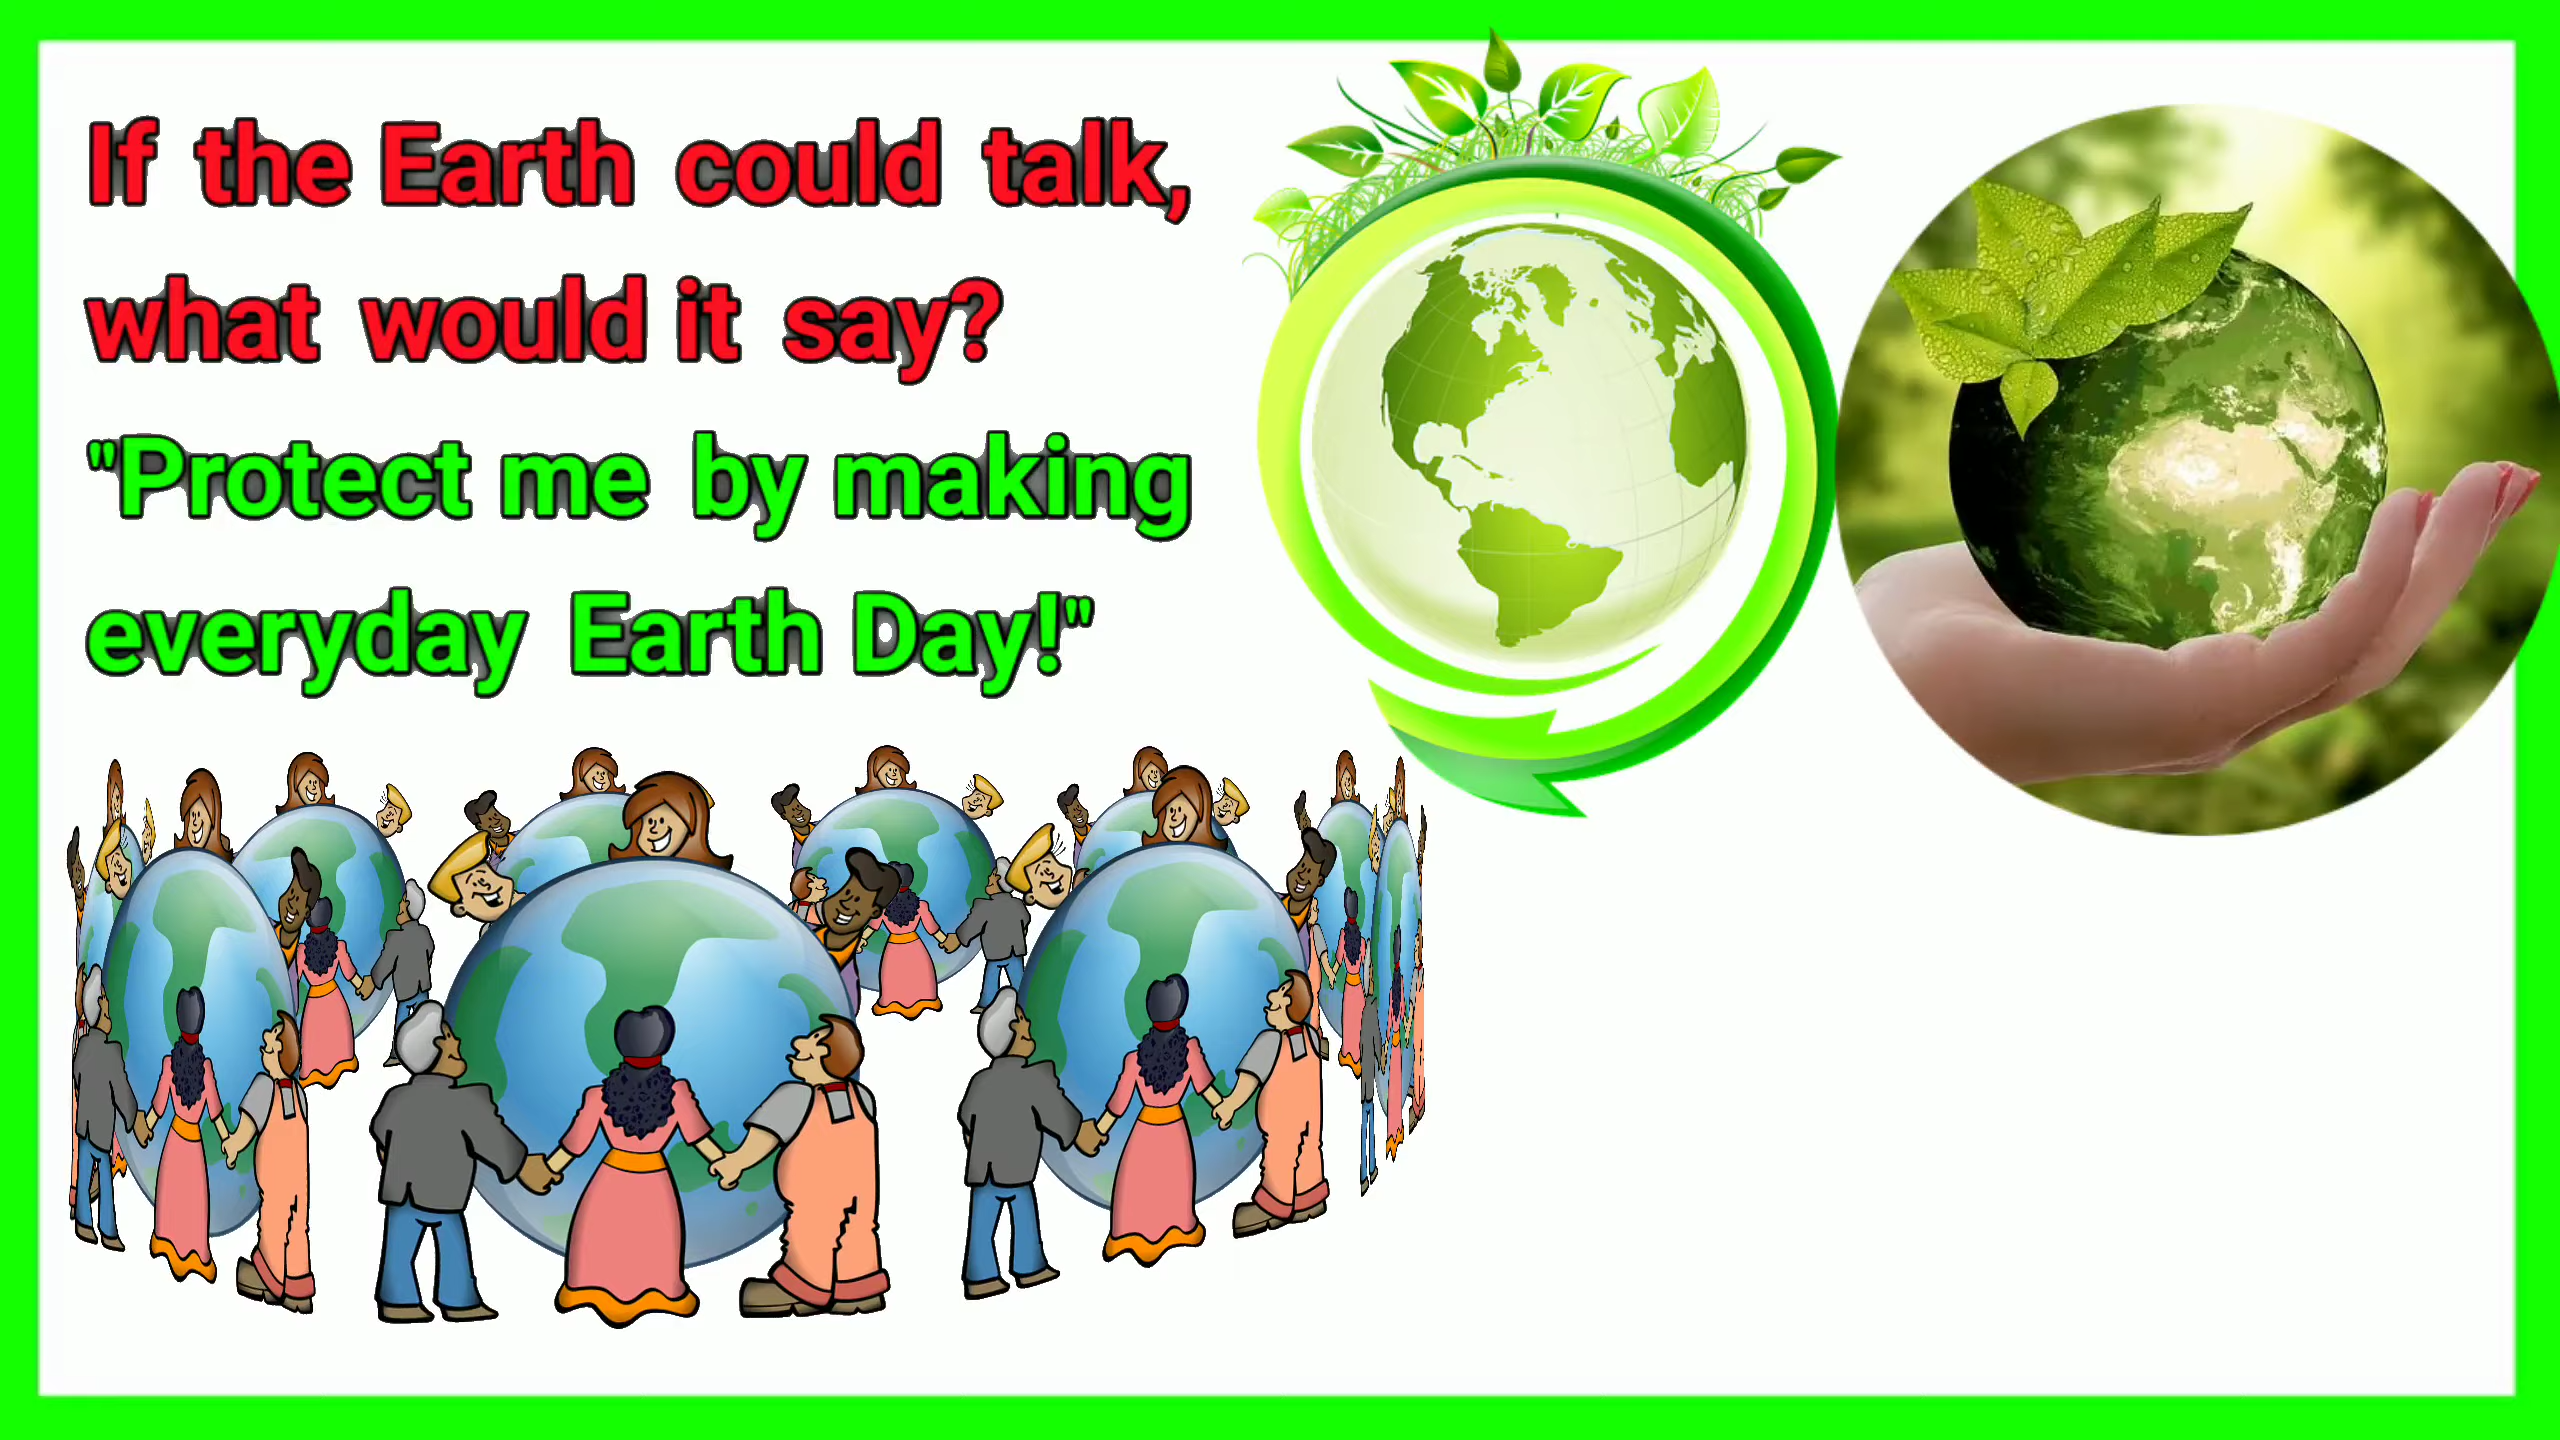 If the Earth could talk,
what would it say?
"Protect me by making
everyday Earth Day!"